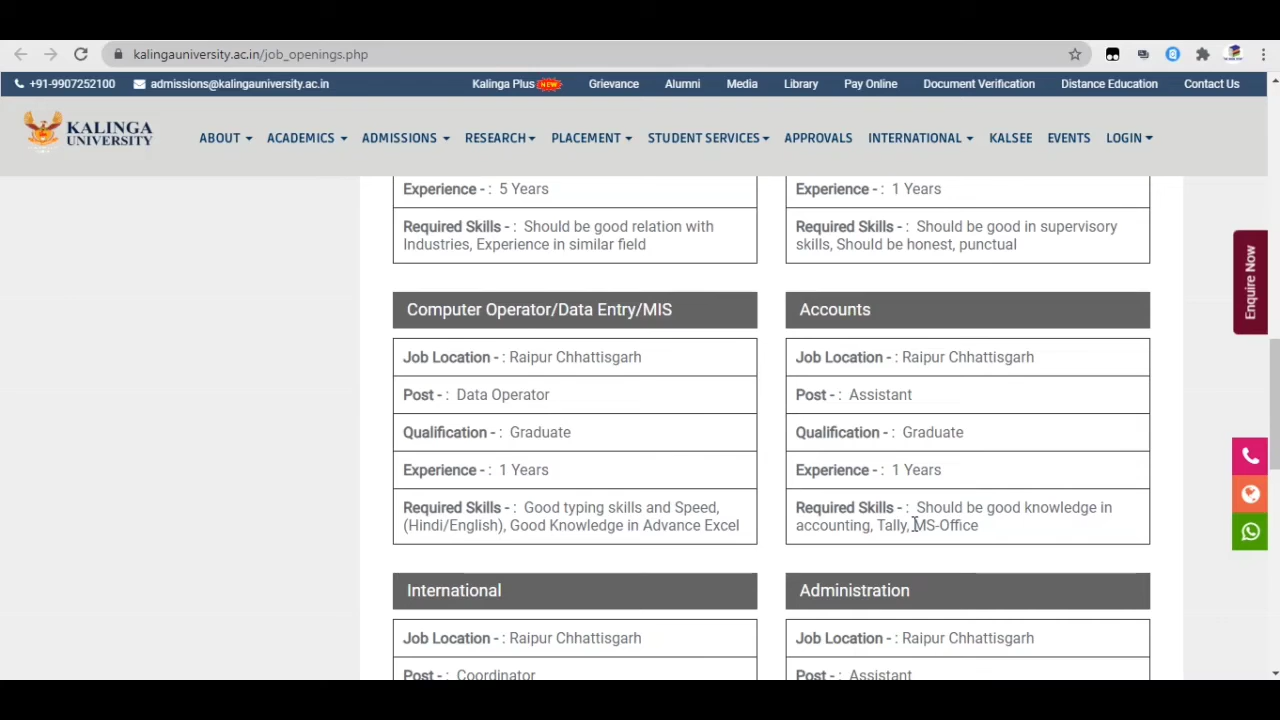 kalingauniversity.ac.in/job_openings.php
+91-9907252100 admissions@kalingauniversity.ac.in Kalinga Plus NEW Grievance Alumni Media Library Pay Online Document Verification Distance Education Contact Us
KALINGA
UNIVERSITY
ABOUT ACADEMICS ADMISSIONS RESEARCH PLACEMENT STUDENT SERVICES APPROVALS INTERNATIONAL KALSEE EVENTS LOGIN
Experience - : 5 Years
Required Skills - : Should be good relation with
Industries, Experience in similar field
Experience - : 1 Years
Required Skills - : Should be good in supervisory
skills, Should be honest, punctual
Computer Operator/Data Entry/MIS
Job Location - : Raipur Chhattisgarh
Post - : Data Operator
Qualification - : Graduate
Experience - : 1 Years
Required Skills - : Good typing skills and Speed,
(Hindi/English), Good Knowledge in Advance Excel
Accounts
Job Location - : Raipur Chhattisgarh
Post - : Assistant
Qualification - : Graduate
Experience - : 1 Years
Required Skills - : Should be good knowledge in
accounting, Tally, MS-Office
International
Job Location - : Raipur Chhattisgarh
Post - : Coordinator
Administration
Job Location - : Raipur Chhattisgarh
Post - : Assistant
Enquire Now